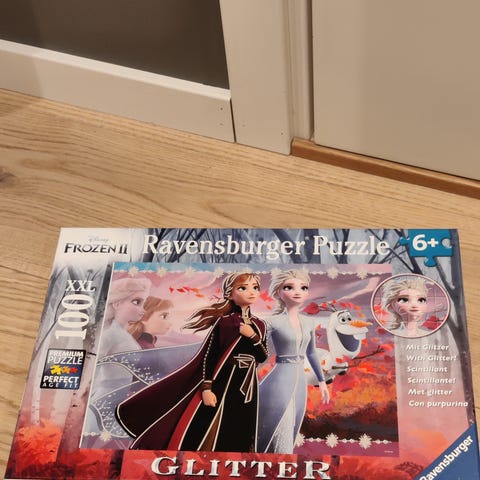 Disney
FROZEN II
Ravensburger Puzzle
6+
XXL
100
PREMIUM
PUZZLE
PERFECT
AGE FIT
Mit Glitzer
With Glitter!
Scintillant
Scintillante!
Met glitter
Con purpurina
GLITTER
Ravensburger